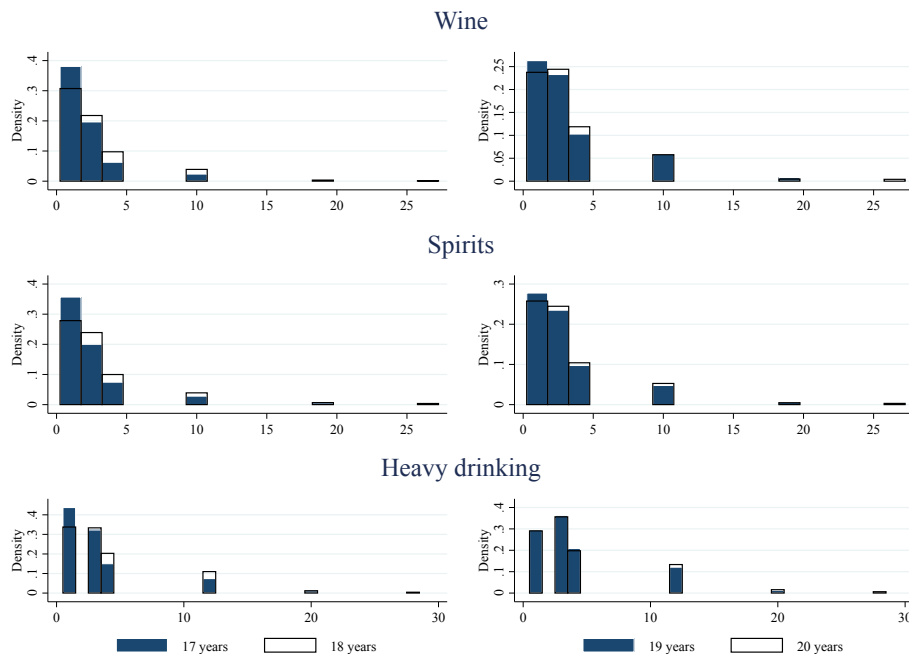 Wine
Density
0 .1 .2 .3 .4
0 5 10 15 20 25
Density
0 .05 .1 .15 .2 .25
0 5 10 15 20 25
Spirits
Density
0 .1 .2 .3 .4
0 5 10 15 20 25
Density
0 .1 .2 .3
0 5 10 15 20 25
Heavy drinking
Density
0 .1 .2 .3 .4
0 10 20 30
Density
0 .1 .2 .3 .4
0 10 20 30
17 years 18 years
19 years 20 years